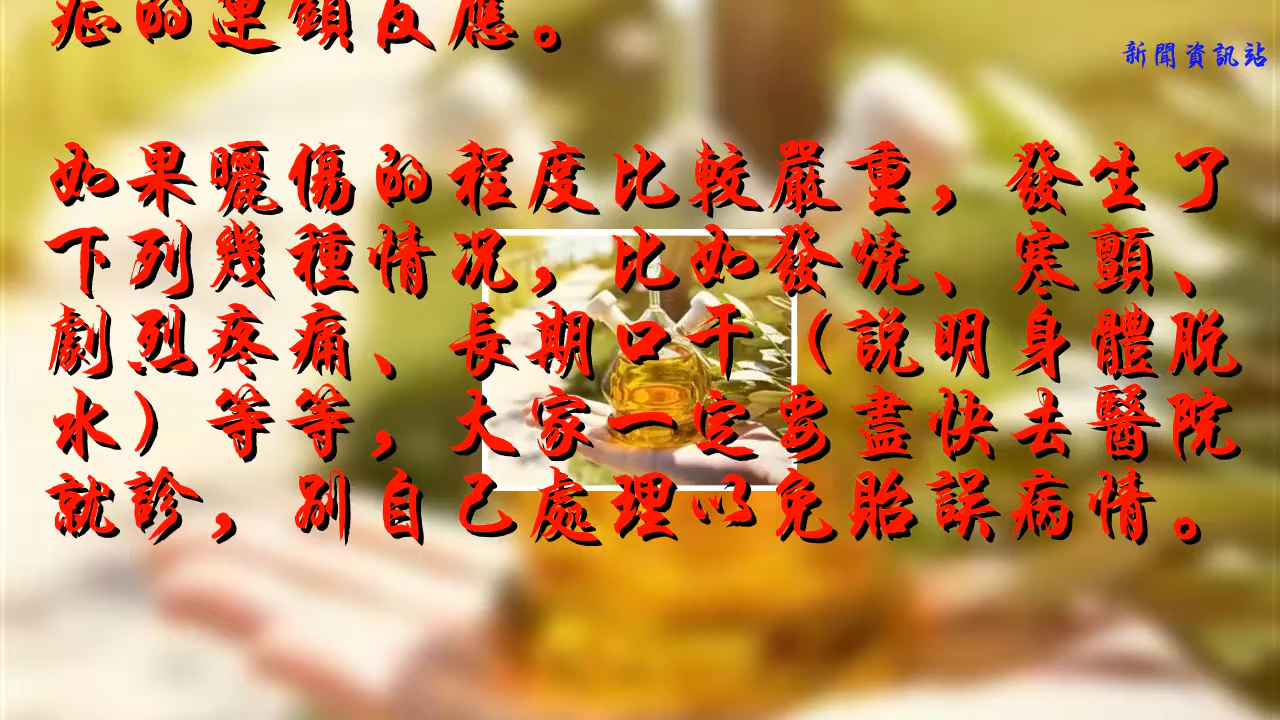 症的連鎖反應。
新聞資訊站
如果曬傷的程度比較嚴重，發生了
下列幾種情況，比如發燒、寒顫、
劇烈疼痛、長期口干（說明身體脫
水）等等，大家一定要盡快去醫院
就診，別自己處理以免貽誤病情。